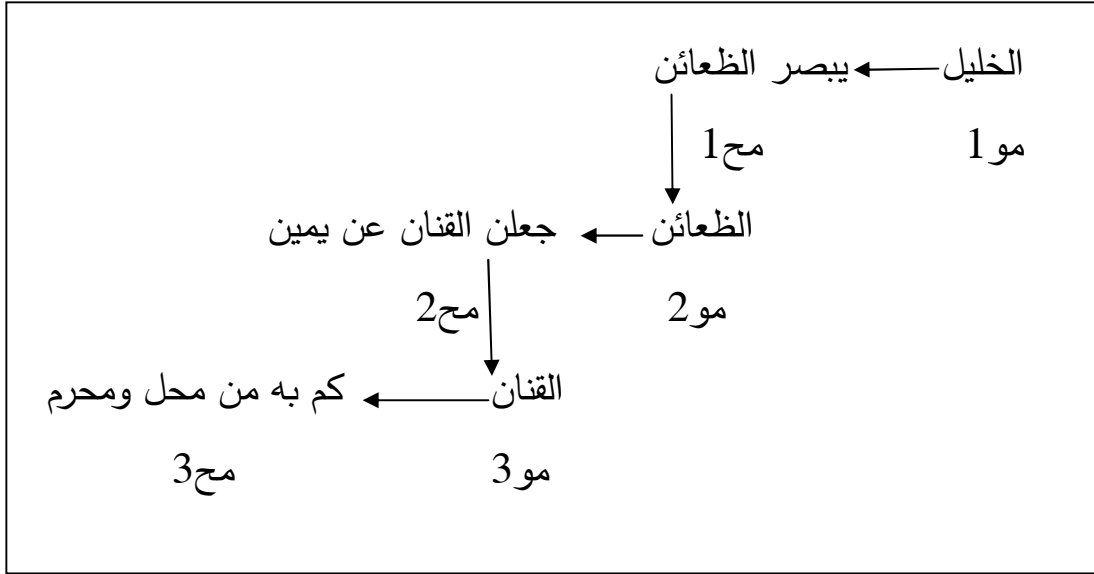 الخليل يبصر الظعائن
مو1 مح1
الظعائن جعلن القنان عن يمين
مو2 مح2
القنان كم به من محل ومحرم
مو3 مح3